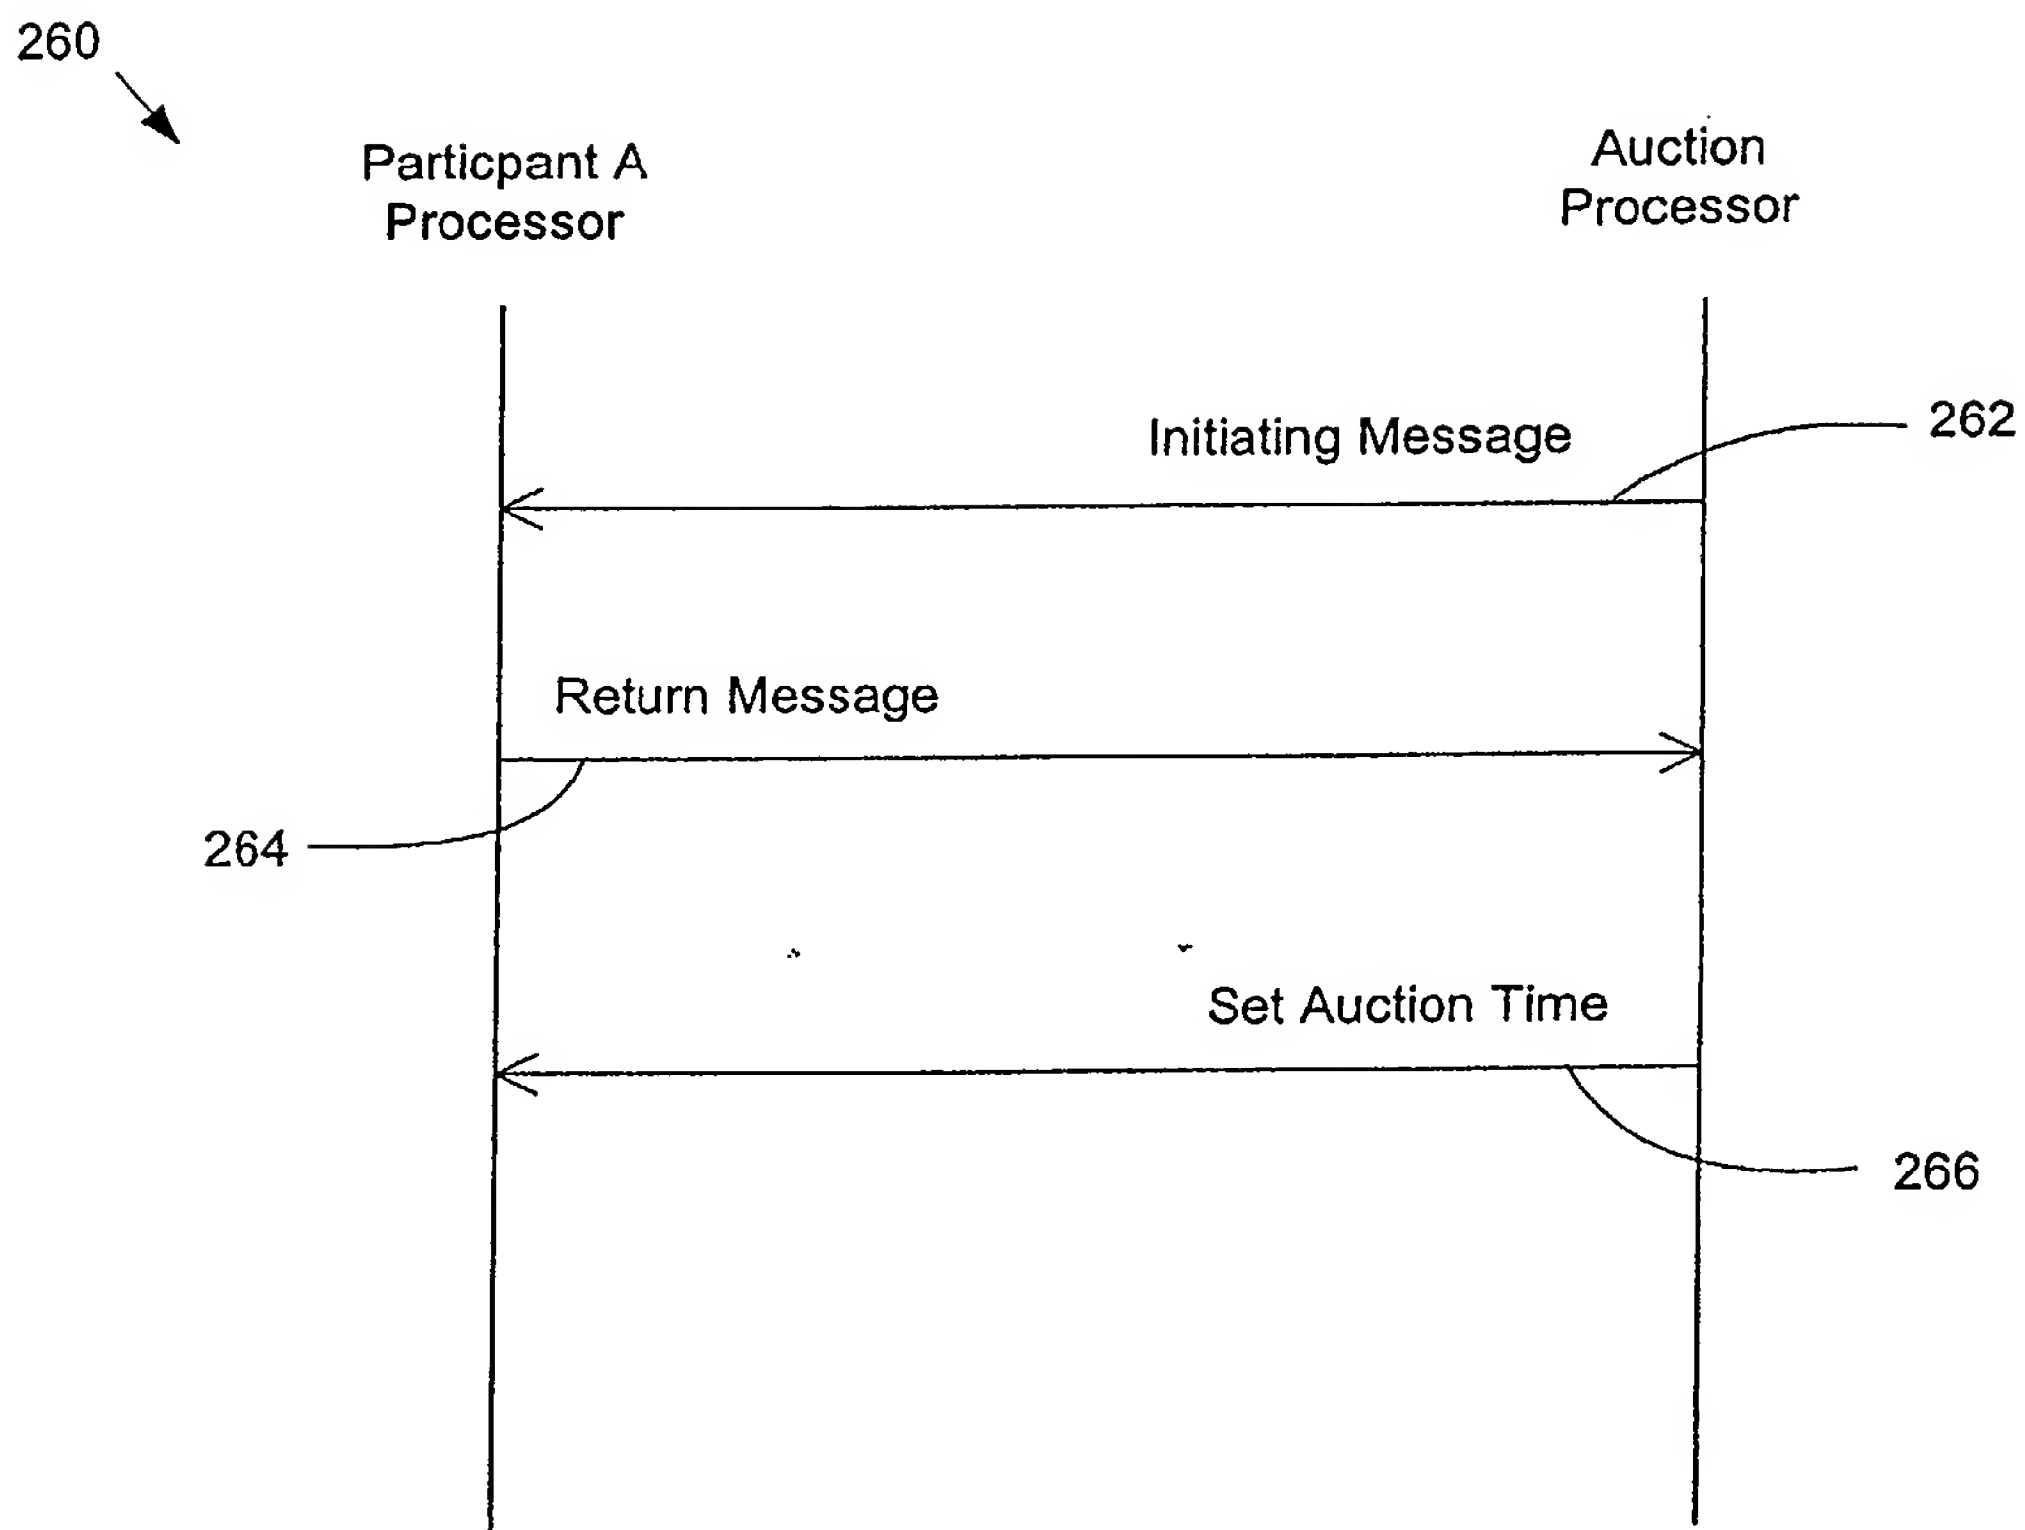 260
Particpant A
Processor
Auction
Processor
Initiating Message
262
Return Message
264
Set Auction Time
266